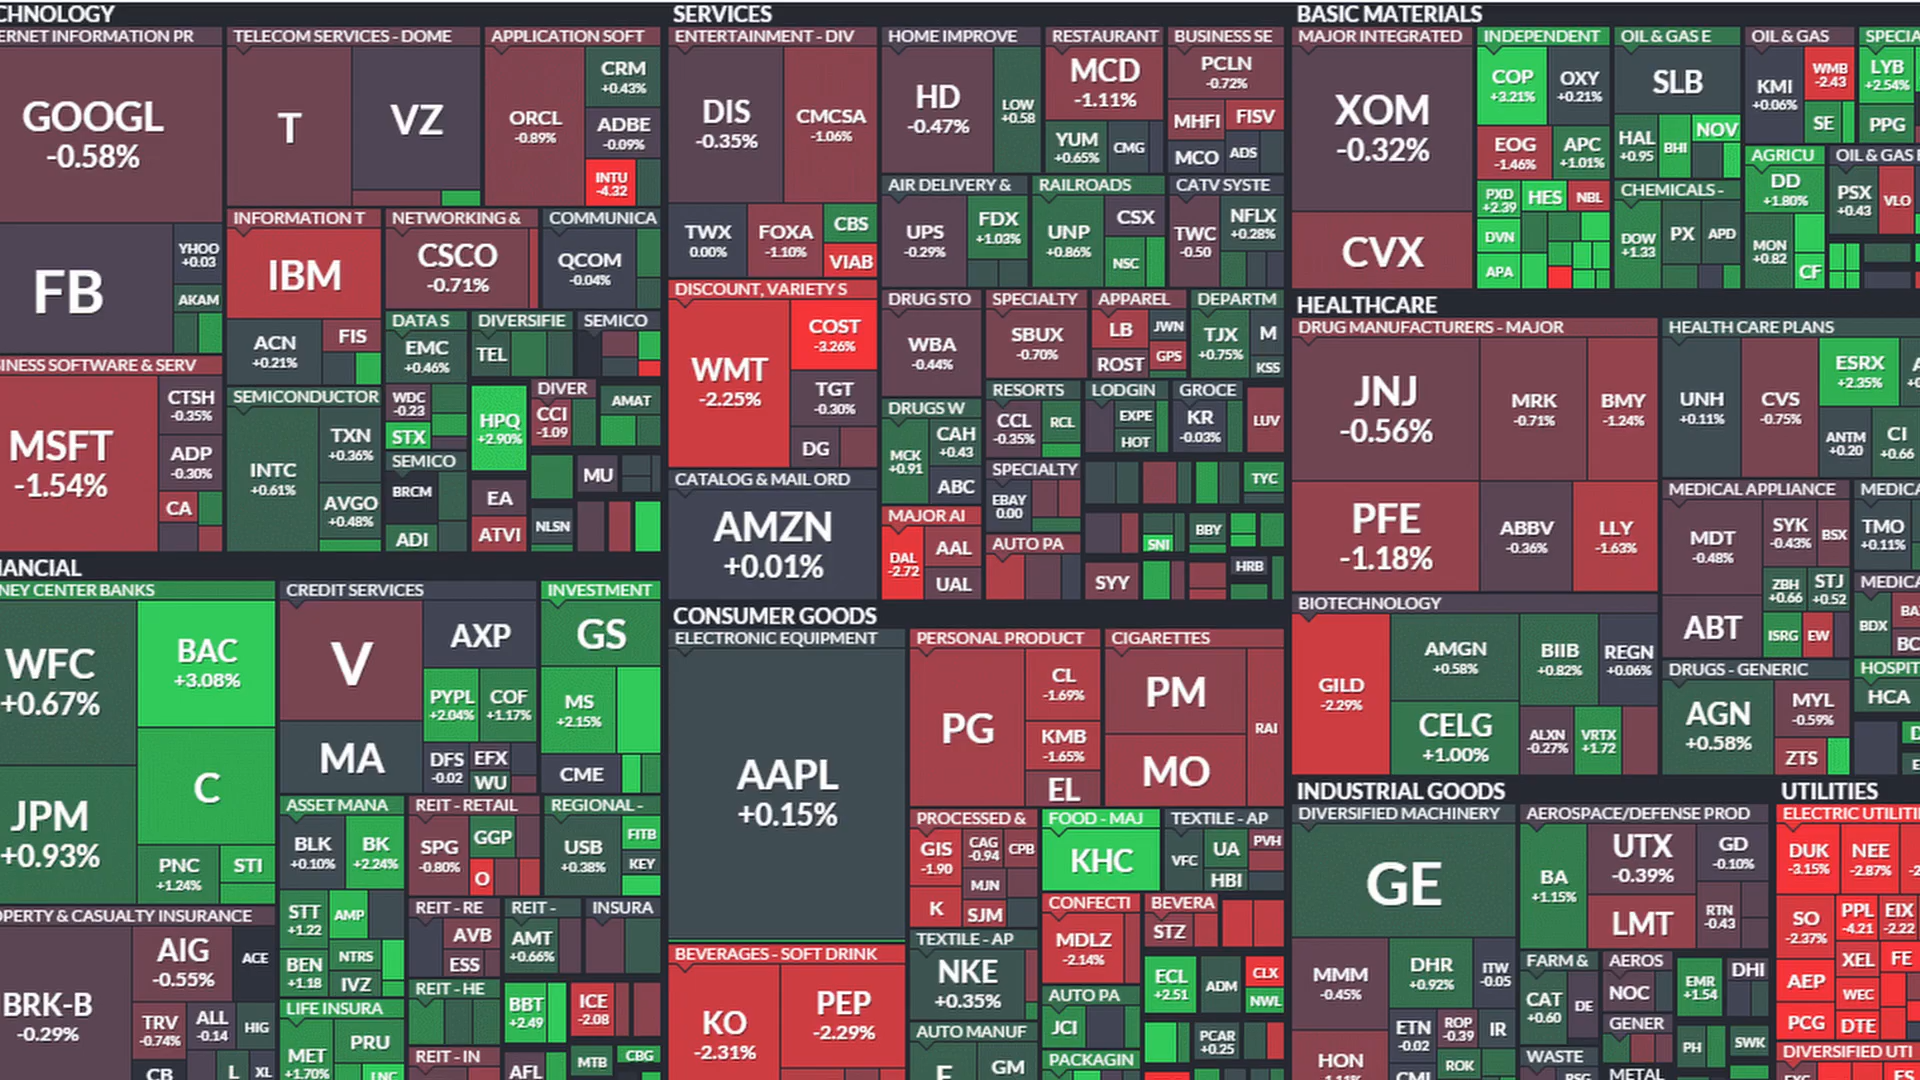 CHNOLOGY
ERNET INFORMATION PR
GOOGL
-0.58%
FB
YHOO
+0.03
AKAM
INESS SOFTWARE & SERV
MSFT
-1.54%
CTSH
-0.35%
ADP
-0.30%
CA
TELECOM SERVICES - DOME
T
VZ
APPLICATION SOFT
ORCL
-0.89%
CRM
+0.43%
ADBE
-0.09%
INTU
-4.32
INFORMATION T
IBM
ACN
+0.21%
FIS
NETWORKING &
CSCO
-0.71%
COMMUNICA
QCOM
-0.04%
SEMICONDUCTOR
INTC
+0.61%
TXN
+0.36%
AVGO
+0.48%
DATA S
EMC
+0.46%
WDC
-0.23
STX
DIVERSIFIE
TEL
SEMICO
HPQ
+2.90%
DIVER
CCI
-1.09
AMAT
SEMICO
BRCM
ADI
EA
ATVI
MU
NLSN
SERVICES
ENTERTAINMENT - DIV
DIS
-0.35%
CMCSA
-1.06%
TWX
0.00%
FOXA
-1.10%
CBS
VIAB
DISCOUNT, VARIETY S
WMT
-2.25%
COST
-3.26%
TGT
-0.30%
DG
CATALOG & MAIL ORD
AMZN
+0.01%
HOME IMPROVE
HD
-0.47%
LOW
+0.58
RESTAURANT
MCD
-1.11%
YUM
+0.65%
CMG
BUSINESS SE
PCLN
-0.72%
MHFI
FISV
MCO
ADS
AIR DELIVERY &
UPS
-0.29%
FDX
+1.03%
RAILROADS
UNP
+0.86%
CSX
NSC
CATV SYSTE
TWC
-0.50
NFLX
+0.28%
DRUG STO
WBA
-0.44%
SPECIALTY
SBUX
-0.70%
APPAREL
LB
JWN
ROST
GPS
DEPARTM
TJX
+0.75%
M
KSS
DRUGS W
MCK
+0.91
CAH
+0.43
ABC
RESORTS
CCL
-0.35%
RCL
LODGIN
EXPE
HOT
GROCE
KR
-0.03%
LUV
SPECIALTY
EBAY
0.00
TYC
MAJOR AI
DAL
-2.72
AAL
UAL
AUTO PA
SNI
BBY
SYY
HRB
BASIC MATERIALS
MAJOR INTEGRATED
XOM
-0.32%
CVX
INDEPENDENT
COP
+3.21%
OXY
+0.21%
EOG
-1.46%
APC
+1.01%
PXD
+2.39
HES
NBL
DVN
APA
OIL & GAS E
SLB
HAL
+0.95
BHI
NOV
OIL & GAS
KMI
+0.06%
WMB
-2.43
SE
SPECIA
LYB
+2.54%
PPG
CHEMICALS -
DOW
+1.33
PX
APD
AGRICU
DD
+1.80%
MON
+0.82
CF
OIL & GAS
PSX
+0.43
VLO
HEALTHCARE
DRUG MANUFACTURERS - MAJOR
JNJ
-0.56%
MRK
-0.71%
BMY
-1.24%
PFE
-1.18%
ABBV
-0.36%
LLY
-1.63%
HEALTH CARE PLANS
UNH
+0.11%
CVS
-0.75%
ESRX
+2.35%
ANTM
+0.20
CI
+0.66
MEDICAL APPLIANCE
MDT
-0.48%
SYK
-0.43%
BSX
ABT
ZBH
+0.66
STJ
+0.52
ISRG
EW
MEDICA
TMO
+0.11%
MEDICA
BDX
BA
BC
BIOTECHNOLOGY
GILD
-2.29%
AMGN
+0.58%
BIIB
+0.82%
REGN
+0.06%
CELG
+1.00%
ALXN
-0.27%
VRTX
+1.72
DRUGS - GENERIC
AGN
+0.58%
MYL
-0.59%
ZTS
HOSPIT
HCA
NANCIAL
NEY CENTER BANKS
WFC
+0.67%
BAC
+3.08%
C
JPM
+0.93%
PNC
+1.24%
STI
OPERTY & CASUALTY INSURANCE
BRK-B
-0.29%
AIG
-0.55%
ACE
TRV
-0.74%
ALL
-0.14
HIG
CB
L
XL
CREDIT SERVICES
V
AXP
PYPL
+2.04%
COF
+1.17%
MA
DFS
-0.02
EFX
WU
INVESTMENT
GS
MS
+2.15%
CME
ASSET MANA
BLK
+0.10%
BK
+2.24%
STT
+1.22
AMP
BEN
+1.18
NTRS
IVZ
REIT - RETAIL
SPG
-0.80%
GGP
O
REGIONAL -
USB
+0.38%
FITB
KEY
REIT - RE
AVB
ESS
REIT -
AMT
+0.66%
INSURA
LIFE INSURA
MET
+1.70%
PRU
LNC
REIT - HE
BBT
+2.49
ICE
-2.08
REIT - IN
AFL
MTB
CBG
CONSUMER GOODS
ELECTRONIC EQUIPMENT
AAPL
+0.15%
BEVERAGES - SOFT DRINK
KO
-2.31%
PEP
-2.29%
PERSONAL PRODUCT
PG
CL
-1.69%
KMB
-1.65%
EL
CIGARETTES
PM
RAI
MO
PROCESSED &
GIS
-1.90
CAG
-0.94
CPB
MJN
K
SJM
FOOD - MAJ
KHC
TEXTILE - AP
VFC
UA
PVH
HBI
CONFECTI
MDLZ
-2.14%
BEVERA
STZ
TEXTILE - AP
NKE
+0.35%
ECL
+2.51
ADM
CLX
NWL
AUTO PA
JCI
PCAR
+0.25
AUTO MANUF
F
GM
PACKAGIN
INDUSTRIAL GOODS
DIVERSIFIED MACHINERY
GE
MMM
-0.45%
DHR
+0.92%
ITW
-0.05
ETN
-0.02
ROP
-0.39
IR
HON
-1.11%
CMI
ROK
AEROSPACE/DEFENSE PROD
BA
+1.15%
UTX
-0.39%
GD
-0.10%
LMT
RTN
-0.43
FARM &
CAT
+0.60
DE
AEROS
NOC
EMR
+1.54
DHI
GENER
PH
SWK
WASTE
METAL
UTILITIES
ELECTRIC UTILITI
DUK
-3.15%
NEE
-2.87%
SO
-2.37%
PPL
-4.21
EIX
-2.22
AEP
XEL
FE
WEC
PCG
DTE
DIVERSIFIED UTI